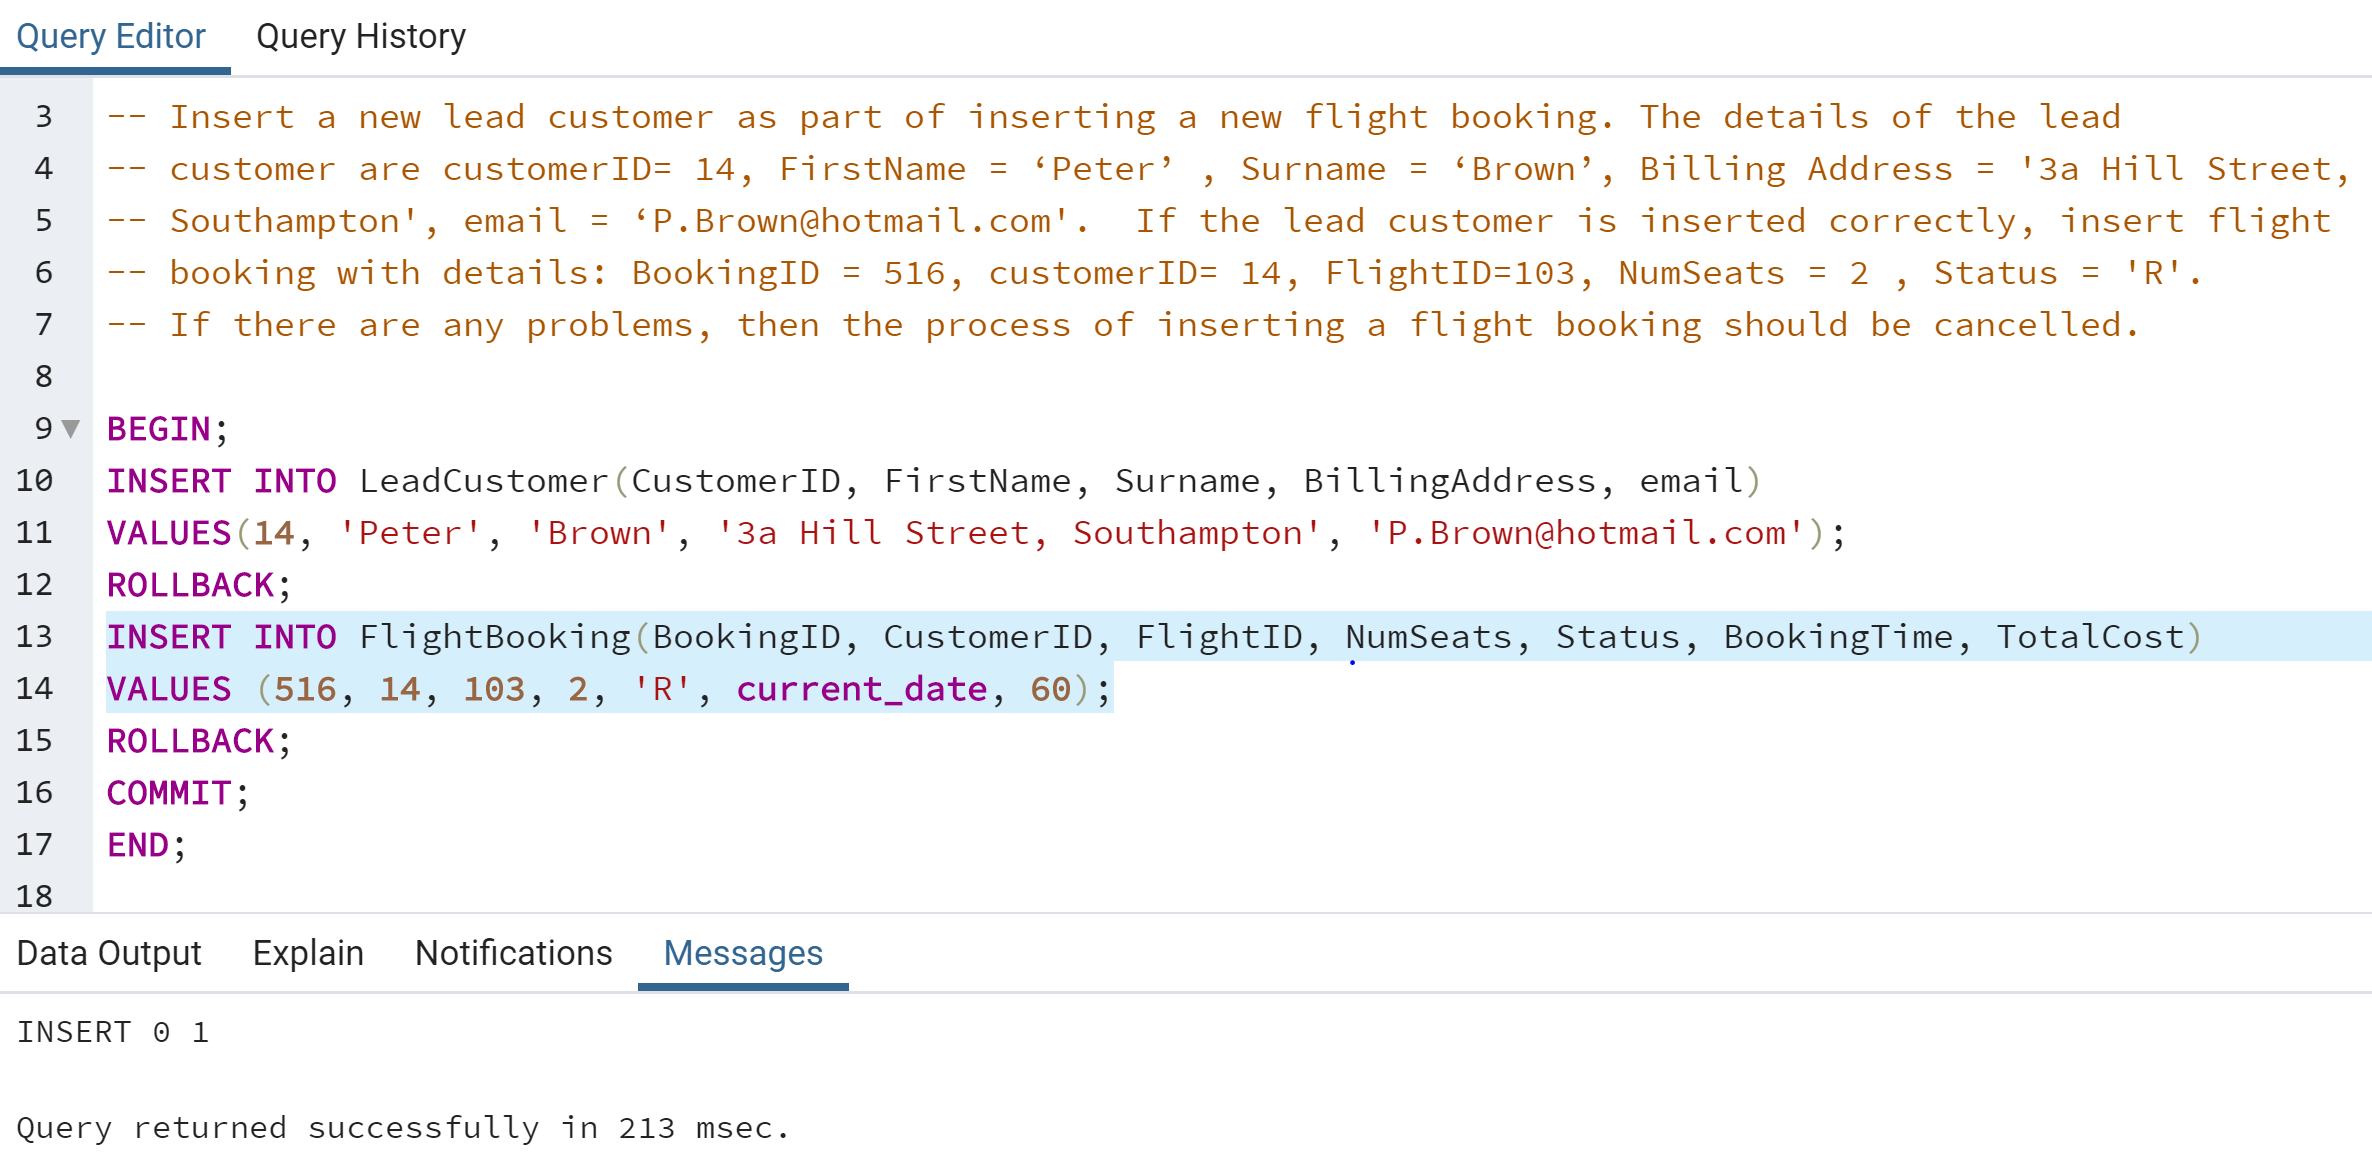 Query Editor Query History
3 -- Insert a new lead customer as part of inserting a new flight booking. The details of the lead
4 -- customer are customerID= 14, FirstName = ‘Peter’ , Surname = ‘Brown’, Billing Address = '3a Hill Street,
5 -- Southampton', email = ‘P.Brown@hotmail.com'.  If the lead customer is inserted correctly, insert flight
6 -- booking with details: BookingID = 516, customerID= 14, FlightID=103, NumSeats = 2 , Status = 'R'.
7 -- If there are any problems, then the process of inserting a flight booking should be cancelled.
8
9 BEGIN;
10 INSERT INTO LeadCustomer(CustomerID, FirstName, Surname, BillingAddress, email)
11 VALUES(14, 'Peter', 'Brown', '3a Hill Street, Southampton', 'P.Brown@hotmail.com');
12 ROLLBACK;
13 INSERT INTO FlightBooking(BookingID, CustomerID, FlightID, NumSeats, Status, BookingTime, TotalCost)
14 VALUES (516, 14, 103, 2, 'R', current_date, 60);
15 ROLLBACK;
16 COMMIT;
17 END;
18
Data Output Explain Notifications Messages
INSERT 0 1
Query returned successfully in 213 msec.